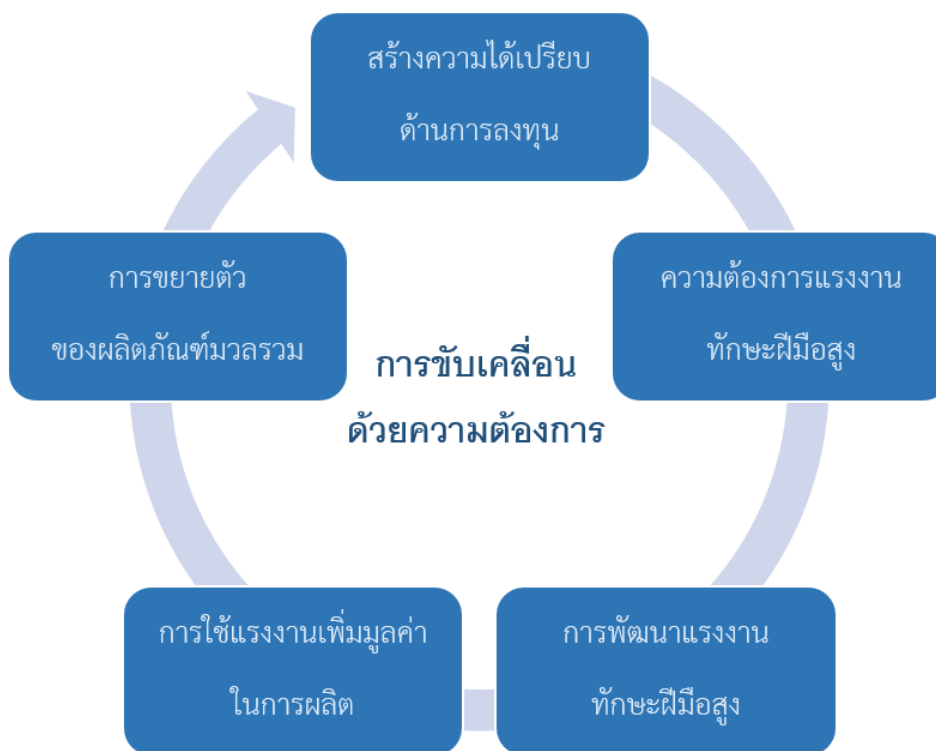 สร้างความได้เปรียบ
ด้านการลงทุน
ความต้องการแรงงาน
ทักษะฝีมือสูง
การพัฒนาแรงงาน
ทักษะฝีมือสูง
การใช้แรงงานเพิ่มมูลค่า
ในการผลิต
การขยายตัว
ของผลิตภัณฑ์มวลรวม
การขับเคลื่อน
ด้วยความต้องการ